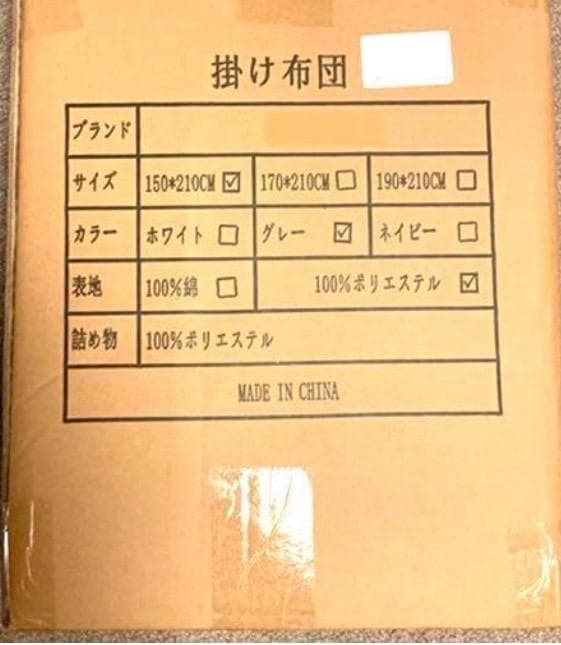 掛け布団
ブランド
サイズ 150*210CM ☑ 170*210CM ☐ 190*210CM ☐
カラー ホワイト ☐ グレー ☑ ネイビー ☐
表地 100%綿 ☐ 100%ポリエステル ☑
詰め物 100%ポリエステル
MADE IN CHINA